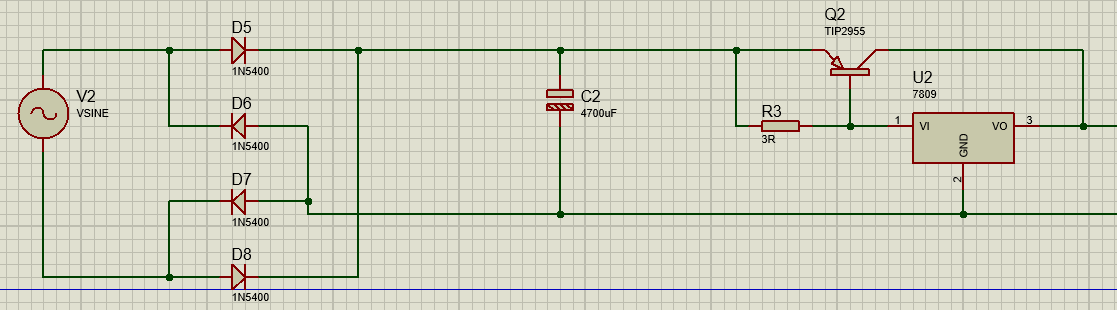 D5
1N5400
V2
VSINE
D6
1N5400
D7
1N5400
D8
1N5400
C2
4700uF
Q2
TIP2955
R3
3R
U2
7809
1
VI
VO
3
GND
2